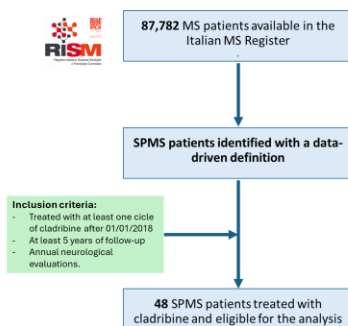 87,782 MS patients available in the
Italian MS Register
RISM
SPMS patients identified with a data-
driven definition
Inclusion criteria:
- Treated with at least one cicle
of cladribine after 01/01/2018
- At least 5 years of follow-up
- Annual neurological
evaluations.
48 SPMS patients treated with
cladribine and eligible for the analysis